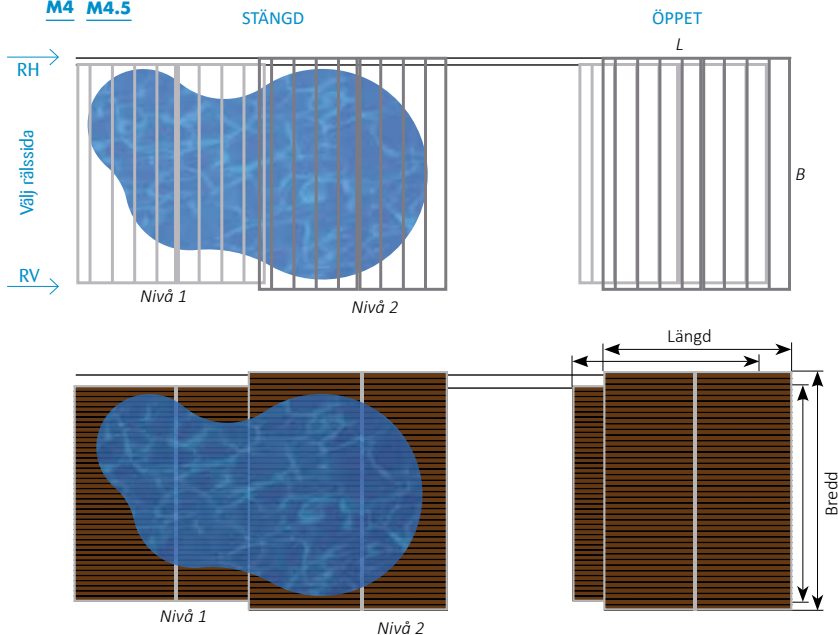 M4 M4.5
STÄNGD
ÖPPET
L
RH
Välj rälssida
B
RV
Nivå 1
Nivå 2
Längd
Bredd
Nivå 1
Nivå 2